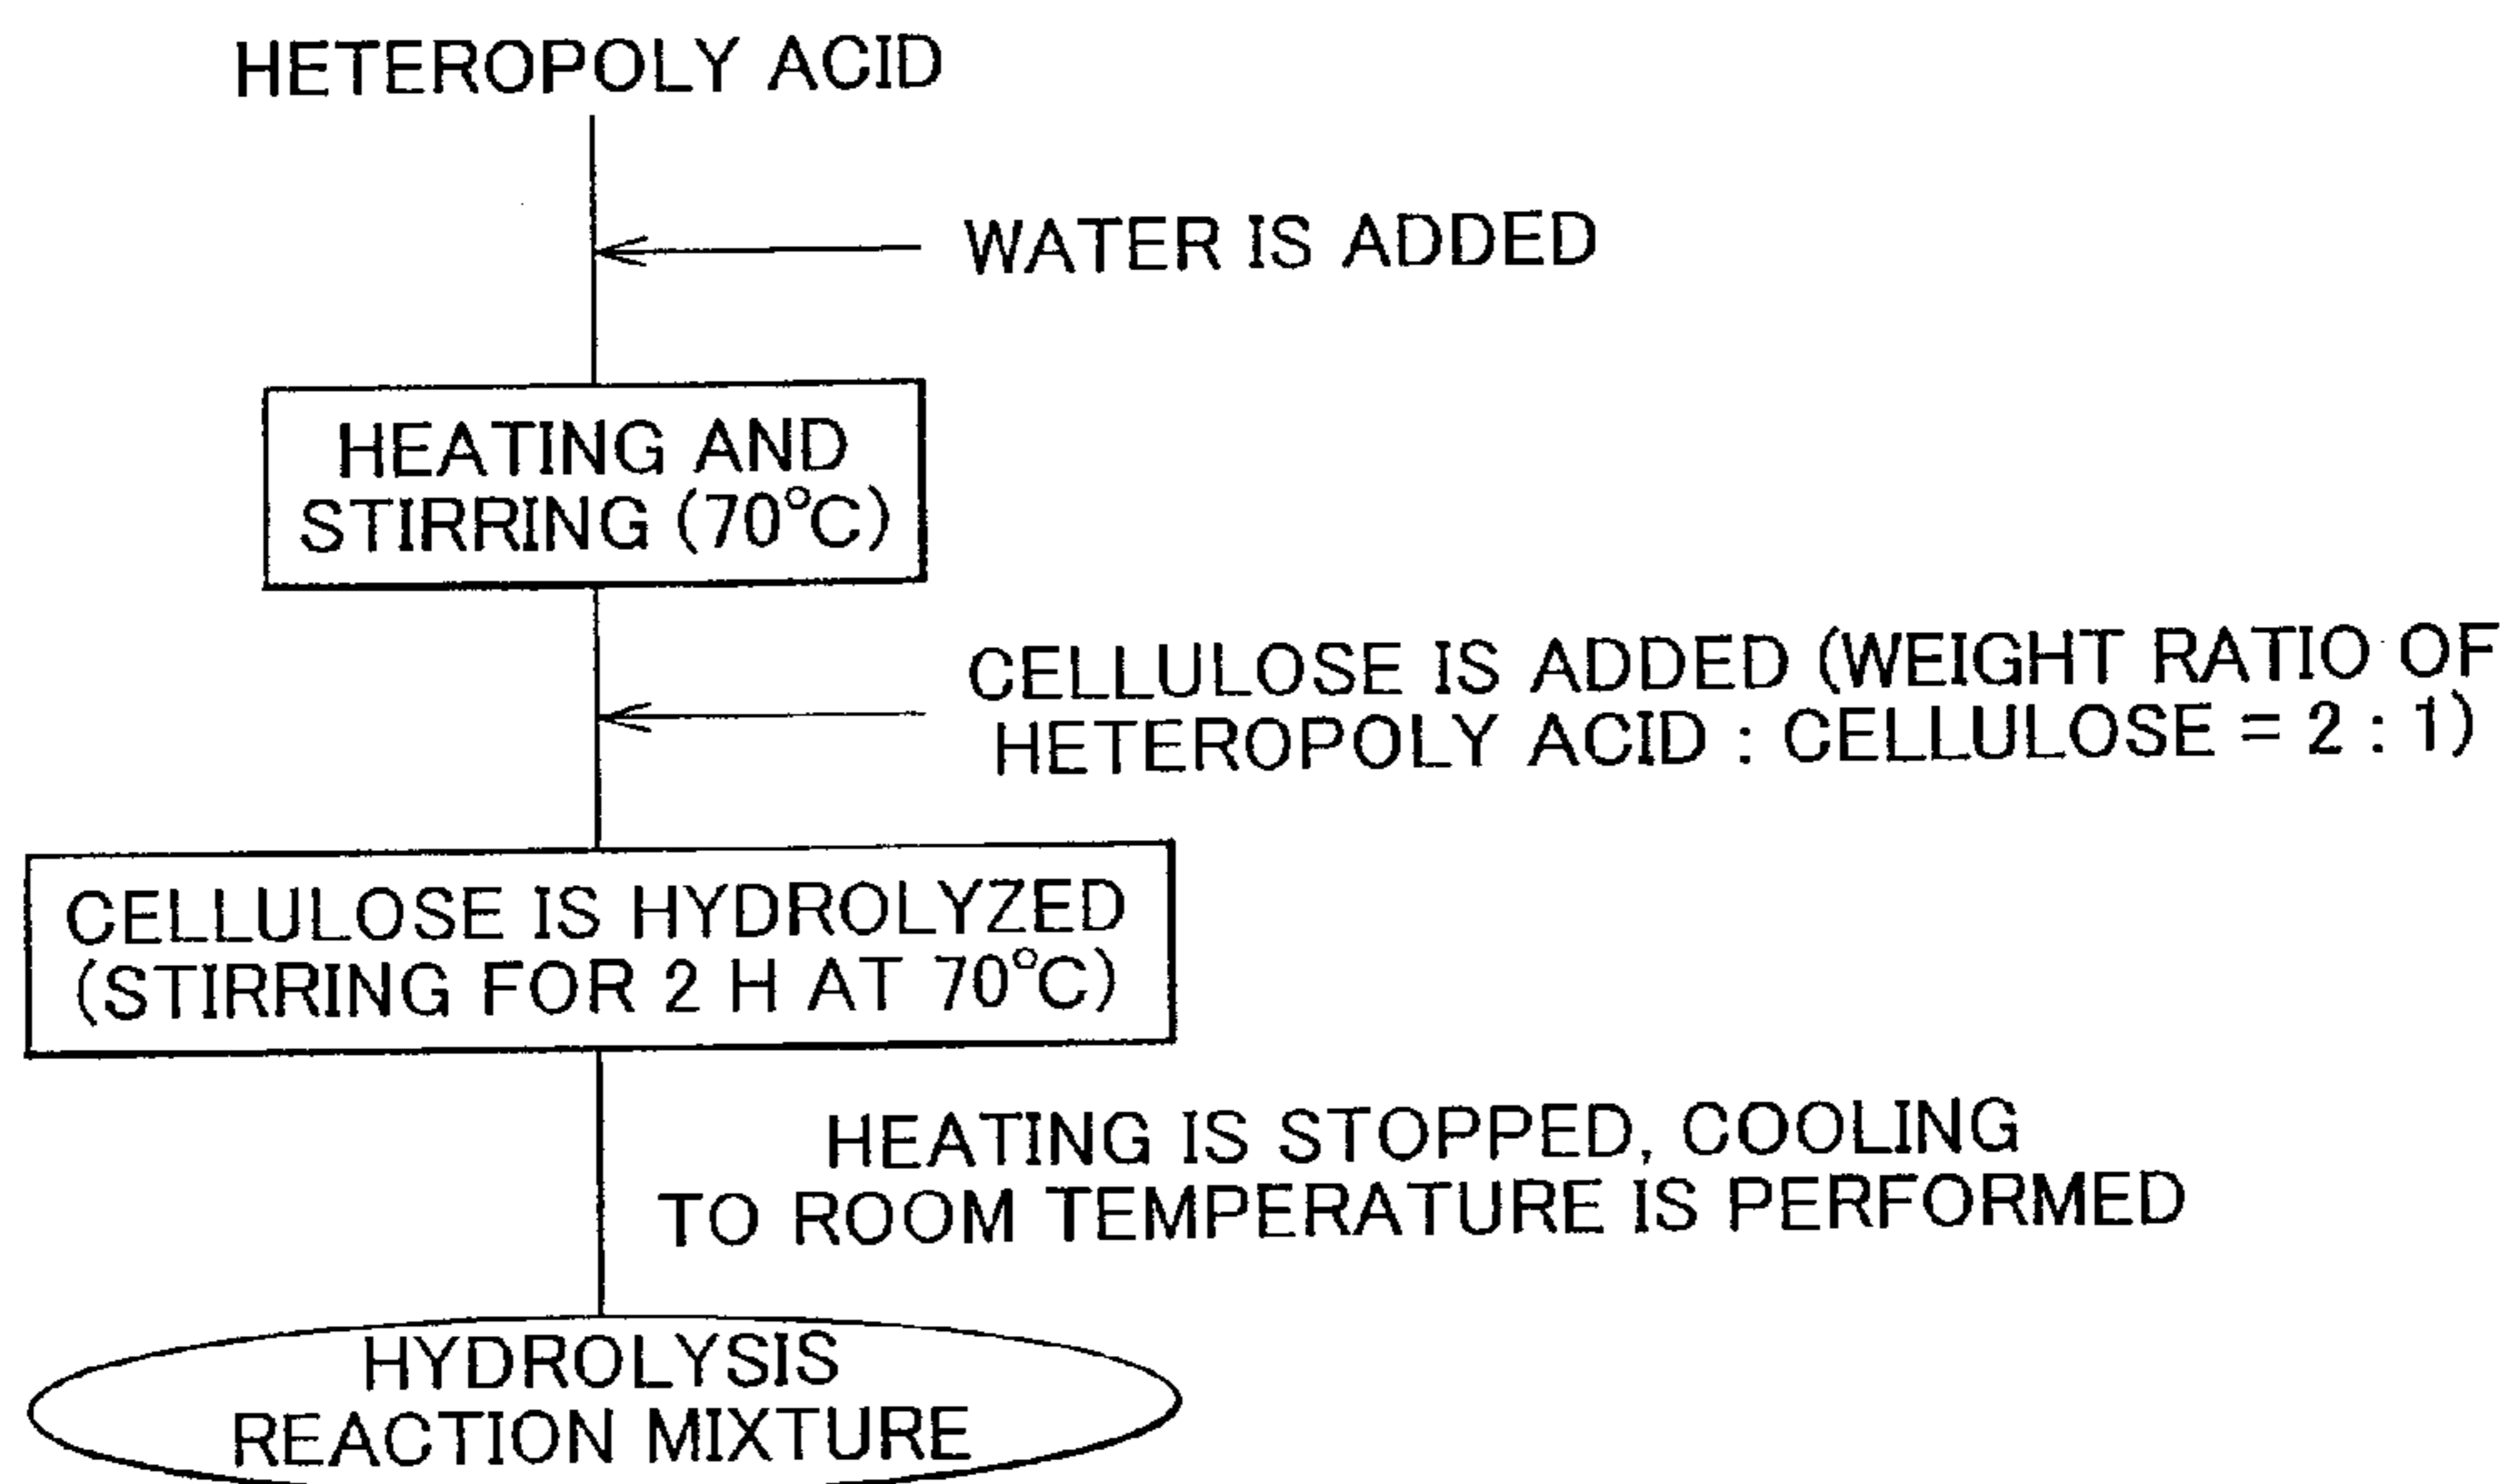 HETEROPOLY ACID
WATER IS ADDED
HEATING AND
STIRRING (70°C)
CELLULOSE IS ADDED (WEIGHT RATIO OF
HETEROPOLY ACID : CELLULOSE = 2 : 1)
CELLULOSE IS HYDROLYZED
(STIRRING FOR 2 H AT 70°C)
HEATING IS STOPPED, COOLING
TO ROOM TEMPERATURE IS PERFORMED
HYDROLYSIS
REACTION MIXTURE